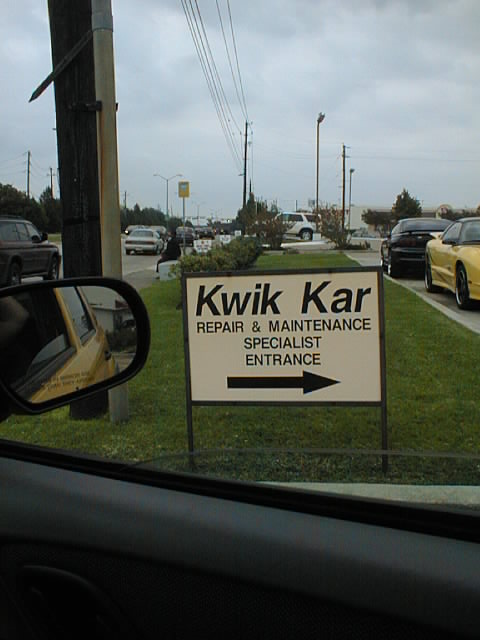 Kwik Kar
REPAIR & MAINTENANCE
SPECIALIST
ENTRANCE